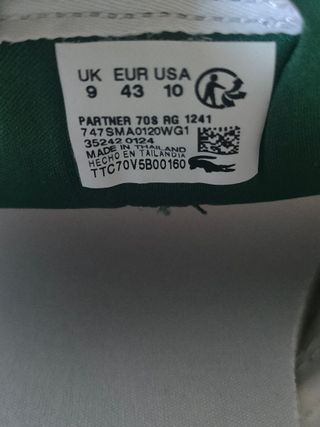 UK EUR USA
9 43 10
PARTNER 70S RG 1241
747SMA0120WG1
35242 0124
MADE IN THAILAND
HECHO EN TAILANDIA
TTC70V5B00160